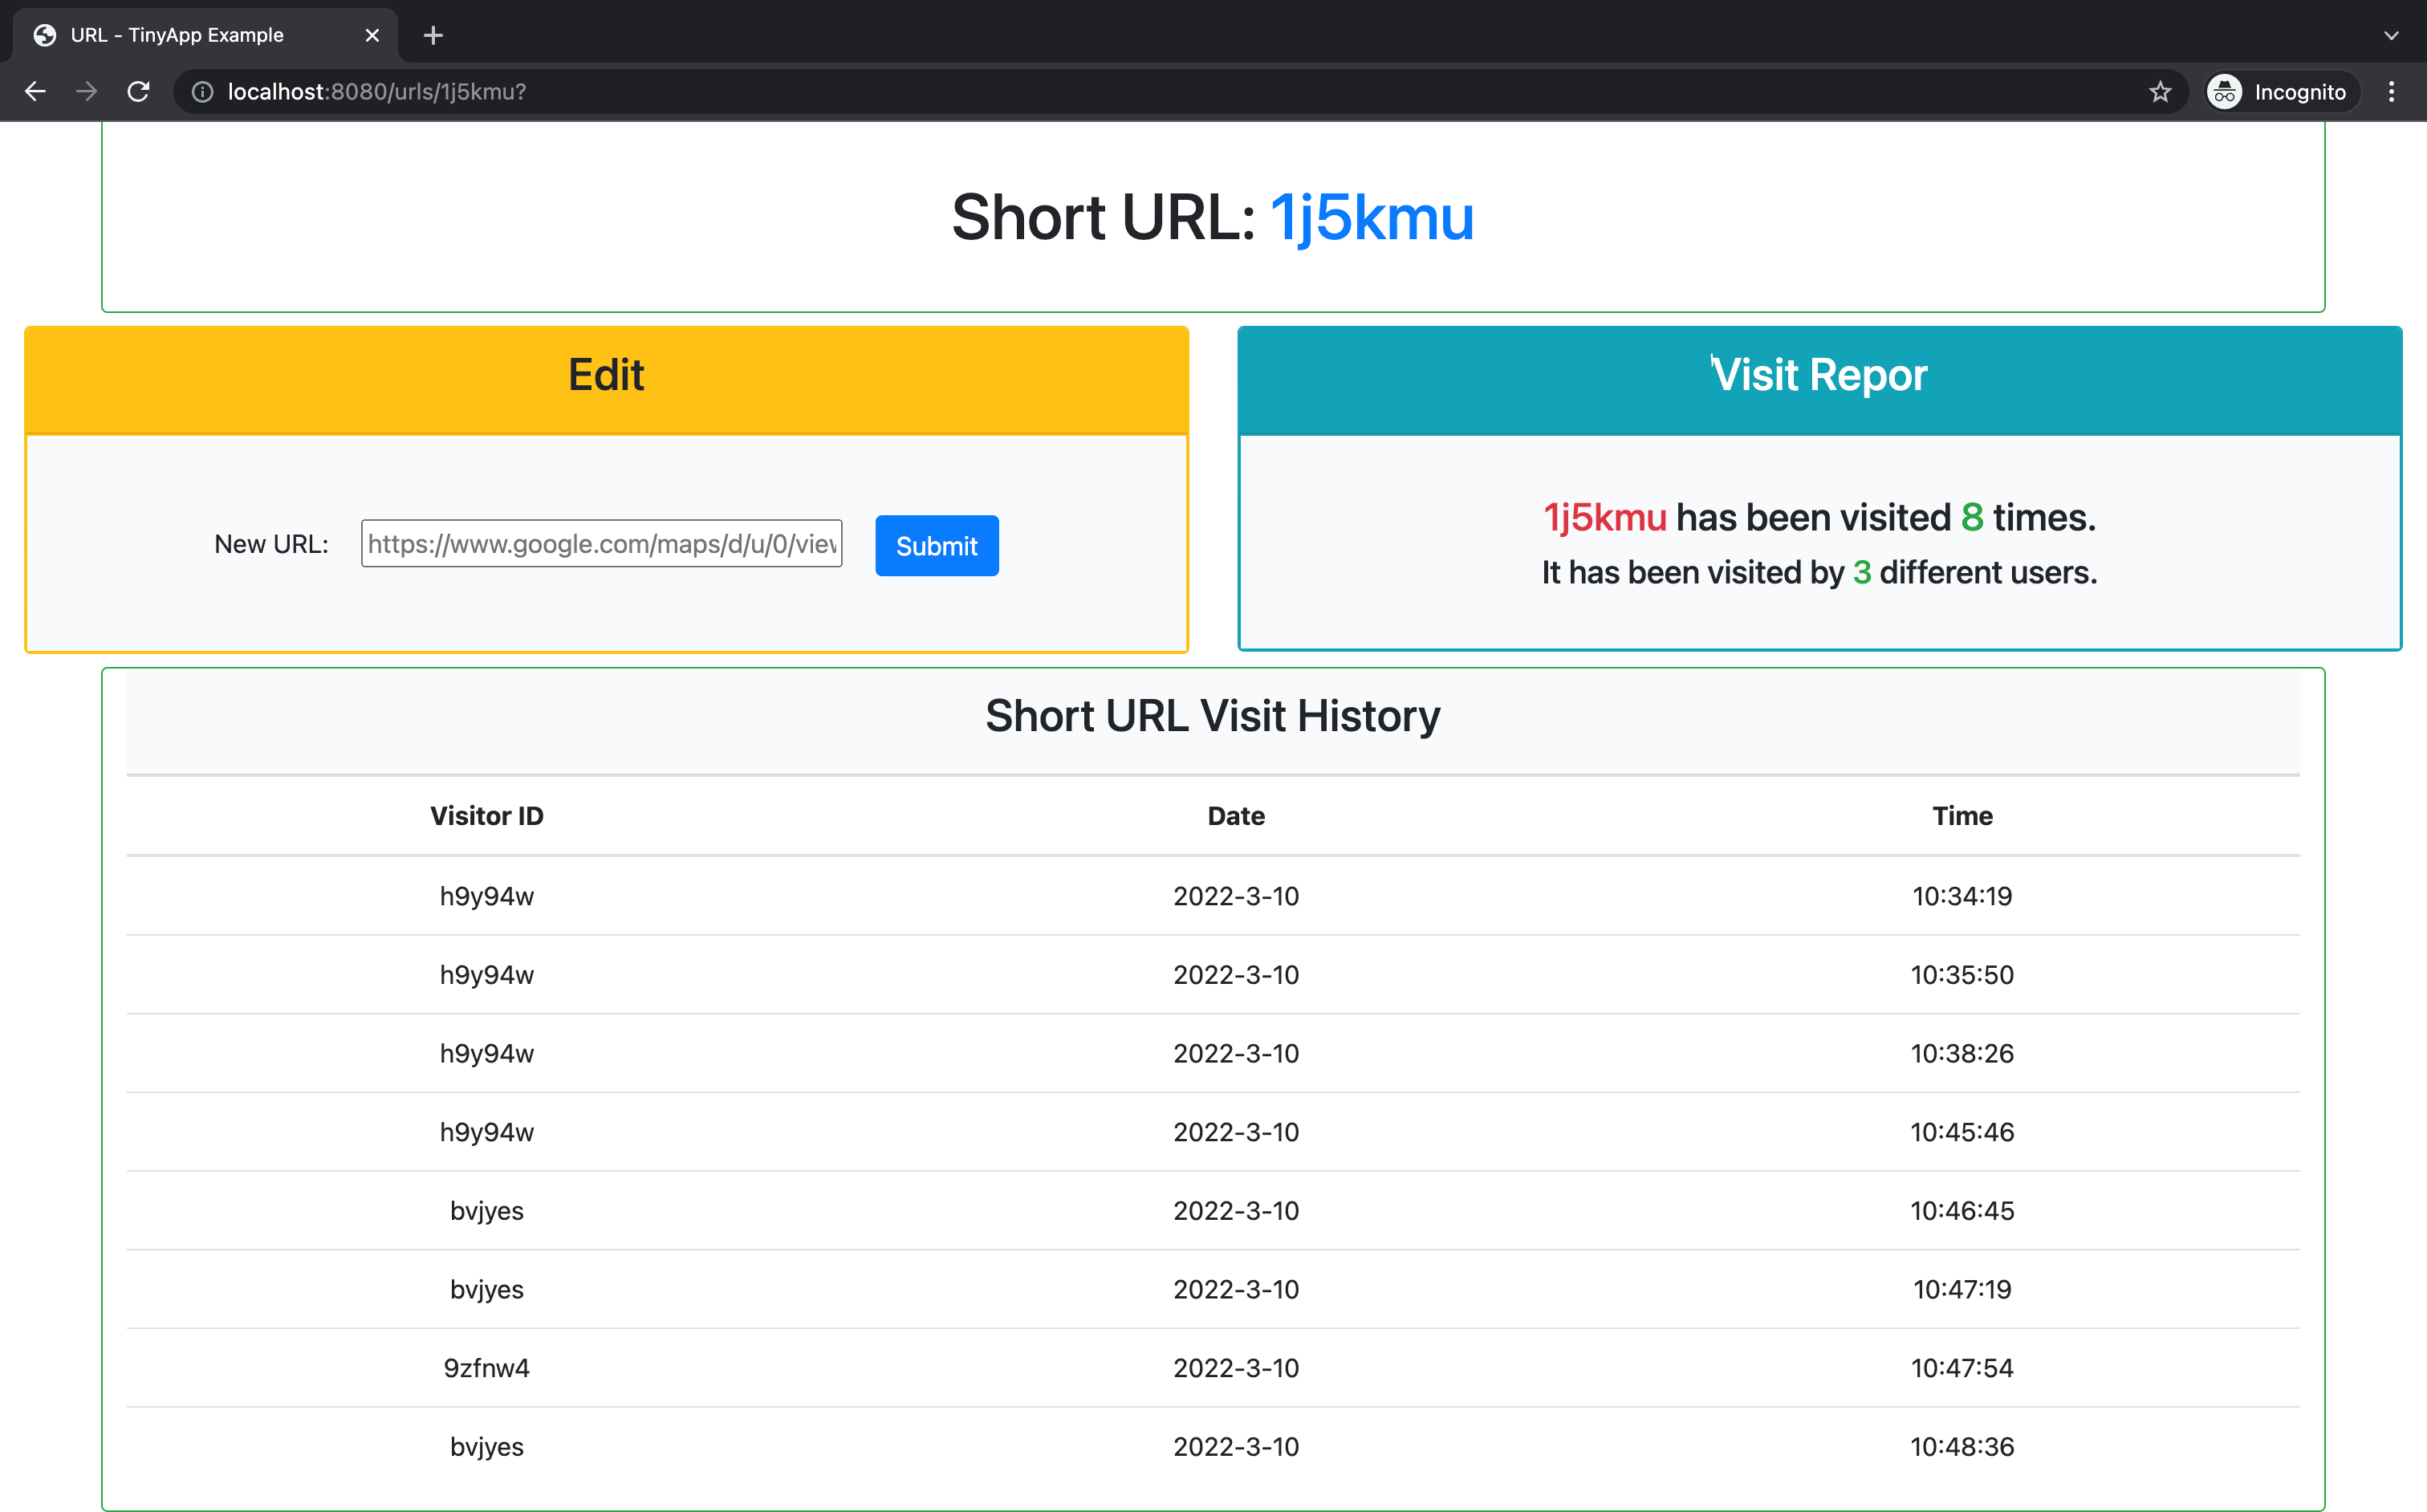 URL - TinyApp Example
localhost:8080/urls/1j5kmu?
Incognito
Short URL: 1j5kmu
Edit
Visit Repor
New URL: https://www.google.com/maps/d/u/0/view Submit
1j5kmu has been visited 8 times.
It has been visited by 3 different users.
Short URL Visit History
Visitor ID Date Time
h9y94w 2022-3-10 10:34:19
h9y94w 2022-3-10 10:35:50
h9y94w 2022-3-10 10:38:26
h9y94w 2022-3-10 10:45:46
bvjyes 2022-3-10 10:46:45
bvjyes 2022-3-10 10:47:19
9zfnw4 2022-3-10 10:47:54
bvjyes 2022-3-10 10:48:36